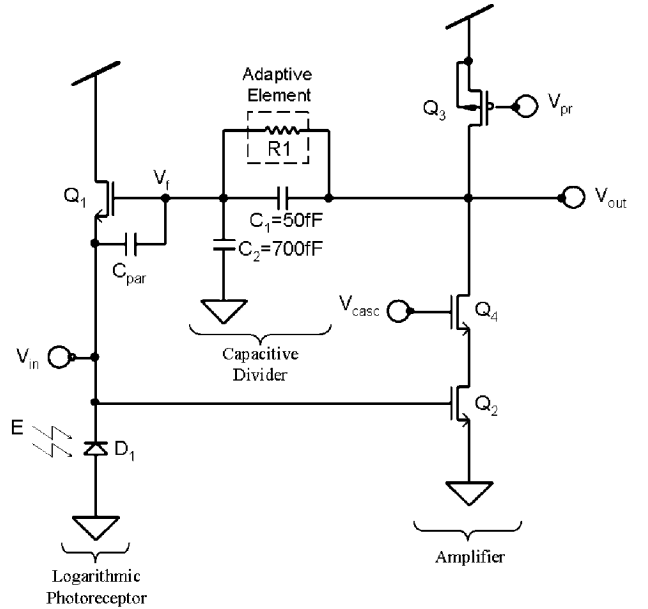 Adaptive
Element
R1
Q3
Vpr
Q1
Vf
C1=50fF
Vout
C2=700fF
Cpar
Vcasc
Q4
Vin
Capacitive
Divider
Q2
E
D1
Amplifier
Logarithmic
Photoreceptor